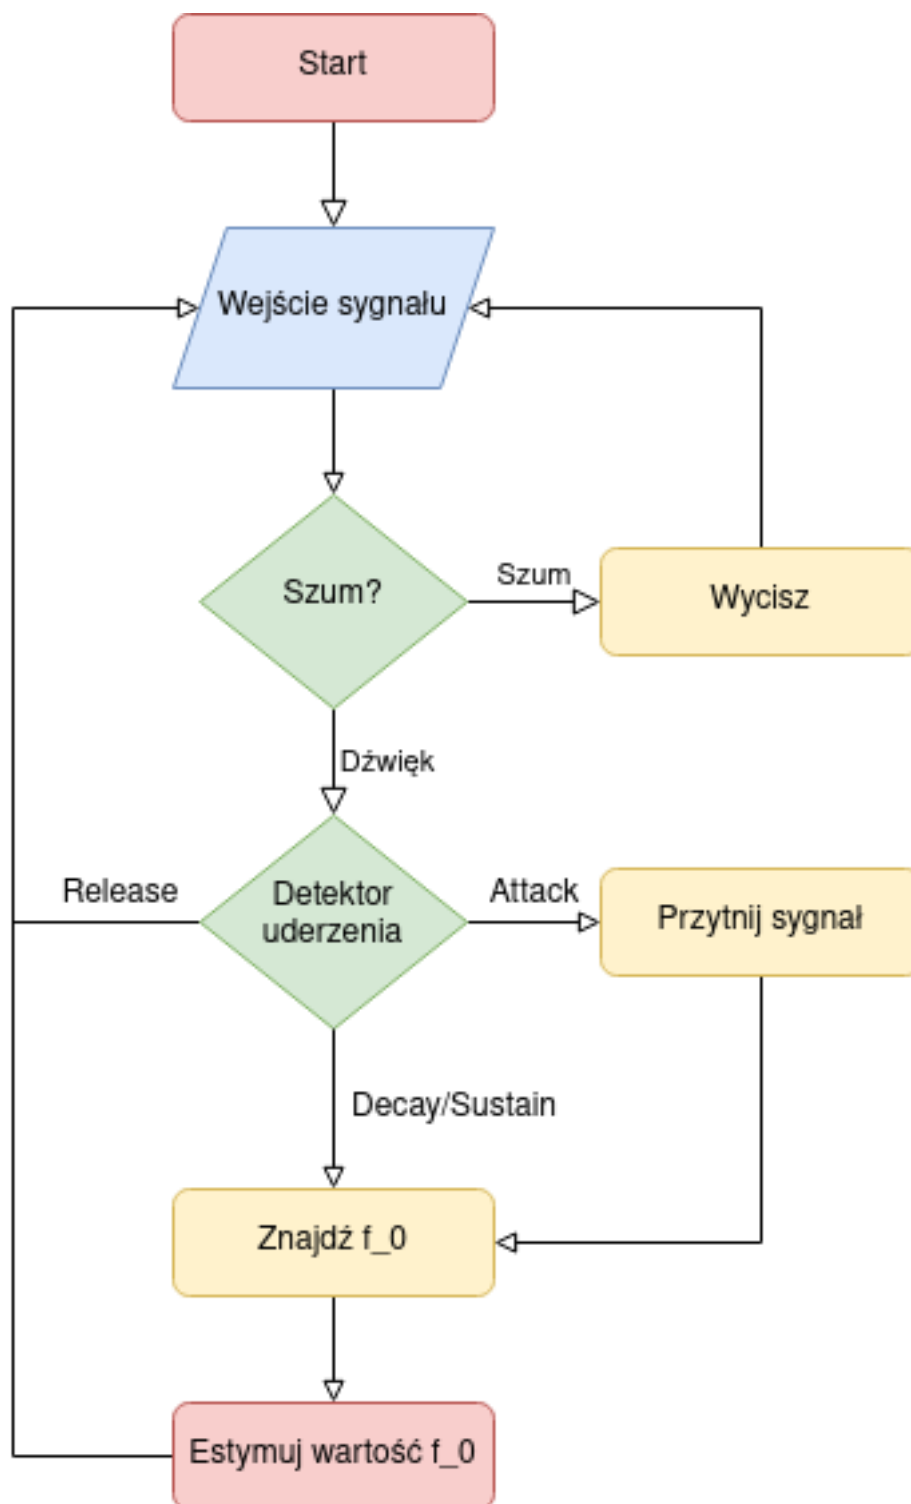 Start
Wejście sygnału
Szum?
Szum
Wycisz
Dźwięk
Release
Detektor
uderzenia
Attack
Przytnij sygnał
Decay/Sustain
Znajdź f_0
Estymuj wartość f_0